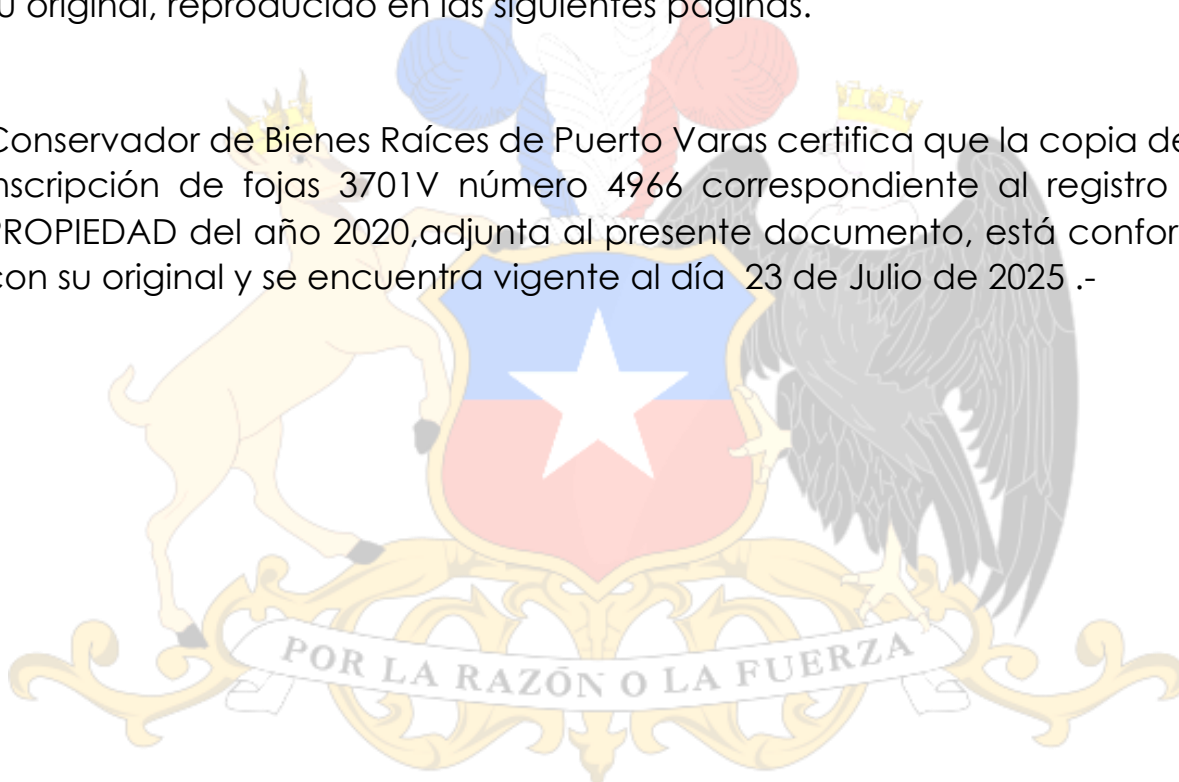 u original, reproducido en las siguientes páginas.
Conservador de Bienes Raíces de Puerto Varas certifica que la copia de
nscripción de fojas 3701V número 4966 correspondiente al registro
PROPIEDAD del año 2020,adjunta al presente documento, está confor
con su original y se encuentra vigente al día 23 de Julio de 2025 .-
POR LA RAZÓN O LA FUERZA